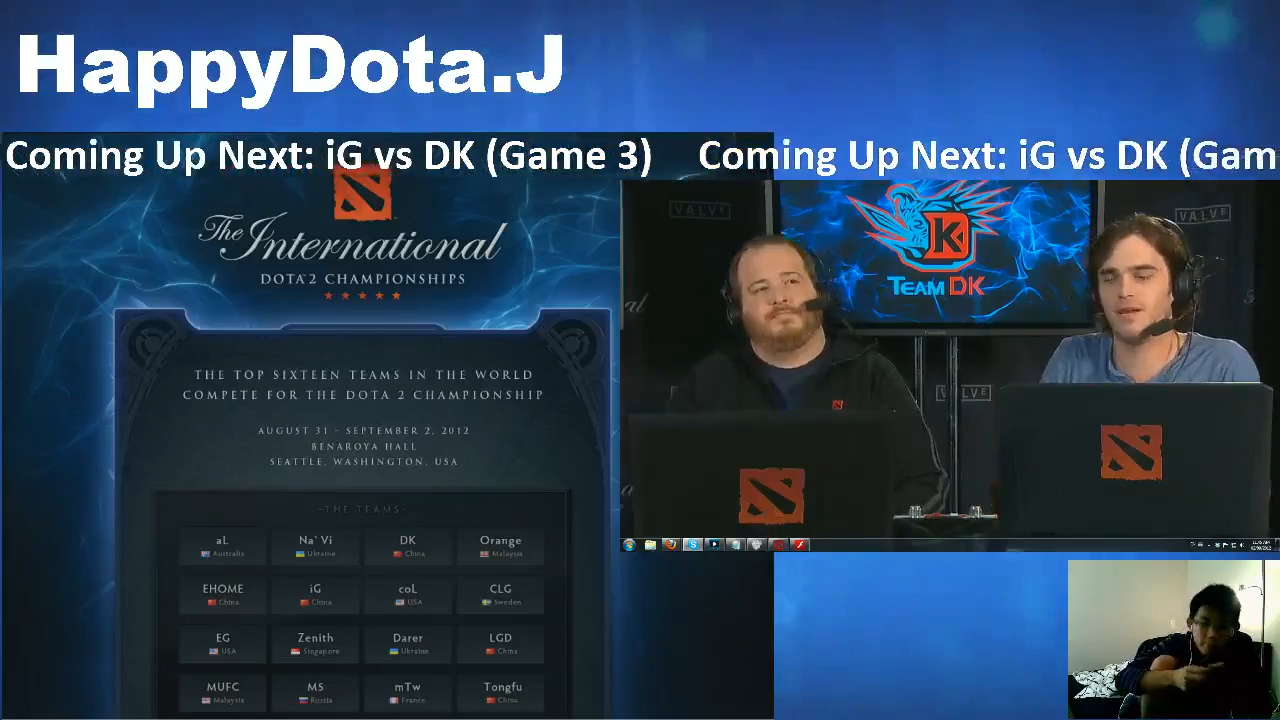 HappyDota.J
Coming Up Next: iG vs DK (Game 3) Coming Up Next: iG vs DK (Gam
The International
DOTA 2 CHAMPIONSHIPS
THE TOP SIXTEEN TEAMS IN THE WORLD
COMPETE FOR THE DOTA 2 CHAMPIONSHIP
AUGUST 31 - SEPTEMBER 2, 2012
BENAROYA HALL
SEATTLE, WASHINGTON, USA
-THE TEAMS-
aL Na`Vi DK Orange
Australia Ukraine China Malaysia
EHOME iG coL CLG
China China USA Sweden
EG Zenith Darer LGD
USA Singapore Ukraine China
MUFC M5 mTw Tongfu
Malaysia Russia France China
VALVE
VALVE
DK
TEAM DK
VALVE